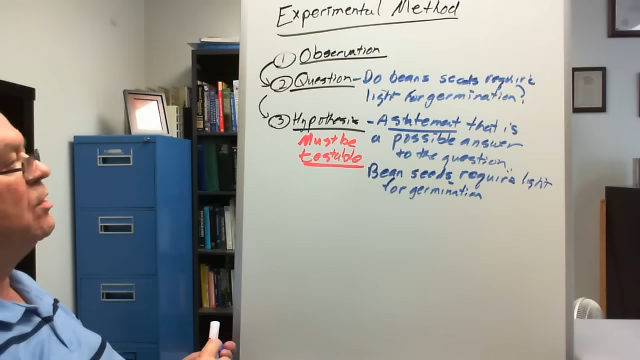 Experimental Method
① Observation
② Question - Do beans seeds require
light for germination?
③ Hypothesis - A statement that is
Must be a possible answer
testable to the question
Bean seeds require light
for germination